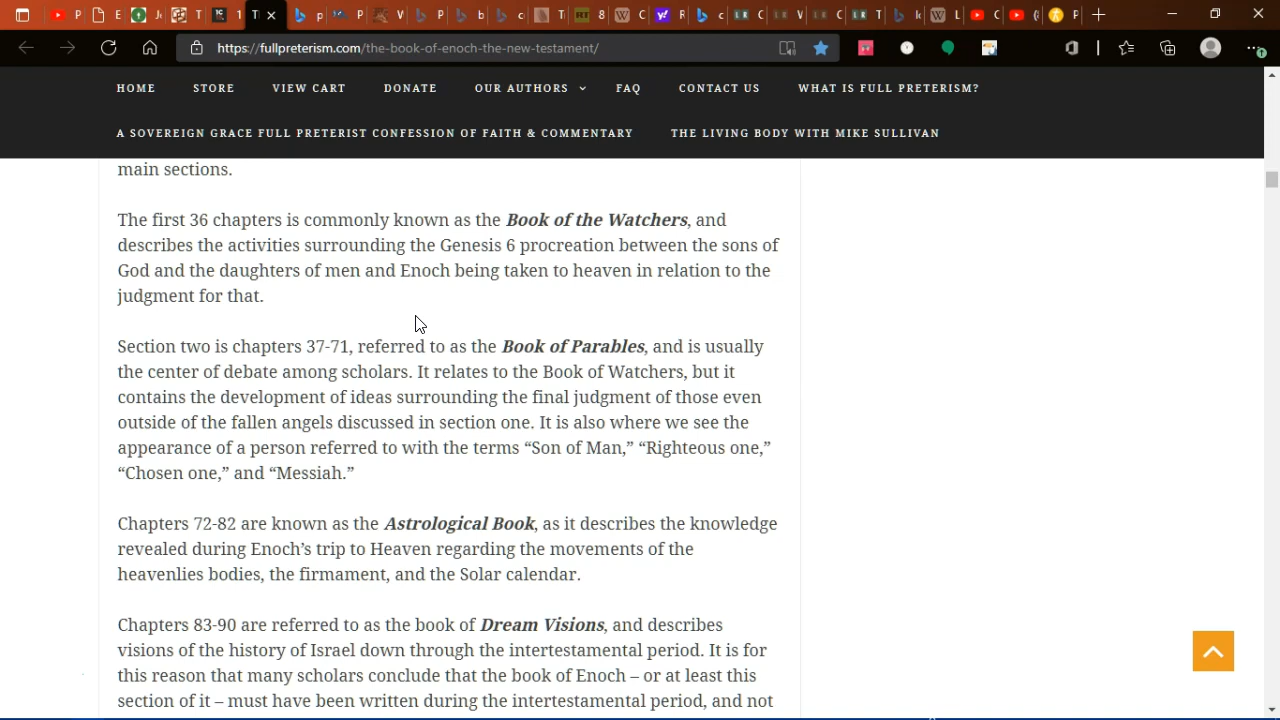 P
E
J
T
1
T
p
P
V
P
b
c
T
8
C
R
c
C
V
C
T
k
L
C
(
P
https://fullpreterism.com/the-book-of-enoch-the-new-testament/
HOME STORE VIEW CART DONATE OUR AUTHORS FAQ CONTACT US WHAT IS FULL PRETERISM?
A SOVEREIGN GRACE FULL PRETERIST CONFESSION OF FAITH & COMMENTARY THE LIVING BODY WITH MIKE SULLIVAN
main sections.
The first 36 chapters is commonly known as the Book of the Watchers, and
describes the activities surrounding the Genesis 6 procreation between the sons of
God and the daughters of men and Enoch being taken to heaven in relation to the
judgment for that.
Section two is chapters 37-71, referred to as the Book of Parables, and is usually
the center of debate among scholars. It relates to the Book of Watchers, but it
contains the development of ideas surrounding the final judgment of those even
outside of the fallen angels discussed in section one. It is also where we see the
appearance of a person referred to with the terms “Son of Man,” “Righteous one,”
“Chosen one,” and “Messiah.”
Chapters 72-82 are known as the Astrological Book, as it describes the knowledge
revealed during Enoch’s trip to Heaven regarding the movements of the
heavenlies bodies, the firmament, and the Solar calendar.
Chapters 83-90 are referred to as the book of Dream Visions, and describes
visions of the history of Israel down through the intertestamental period. It is for
this reason that many scholars conclude that the book of Enoch – or at least this
section of it – must have been written during the intertestamental period, and not